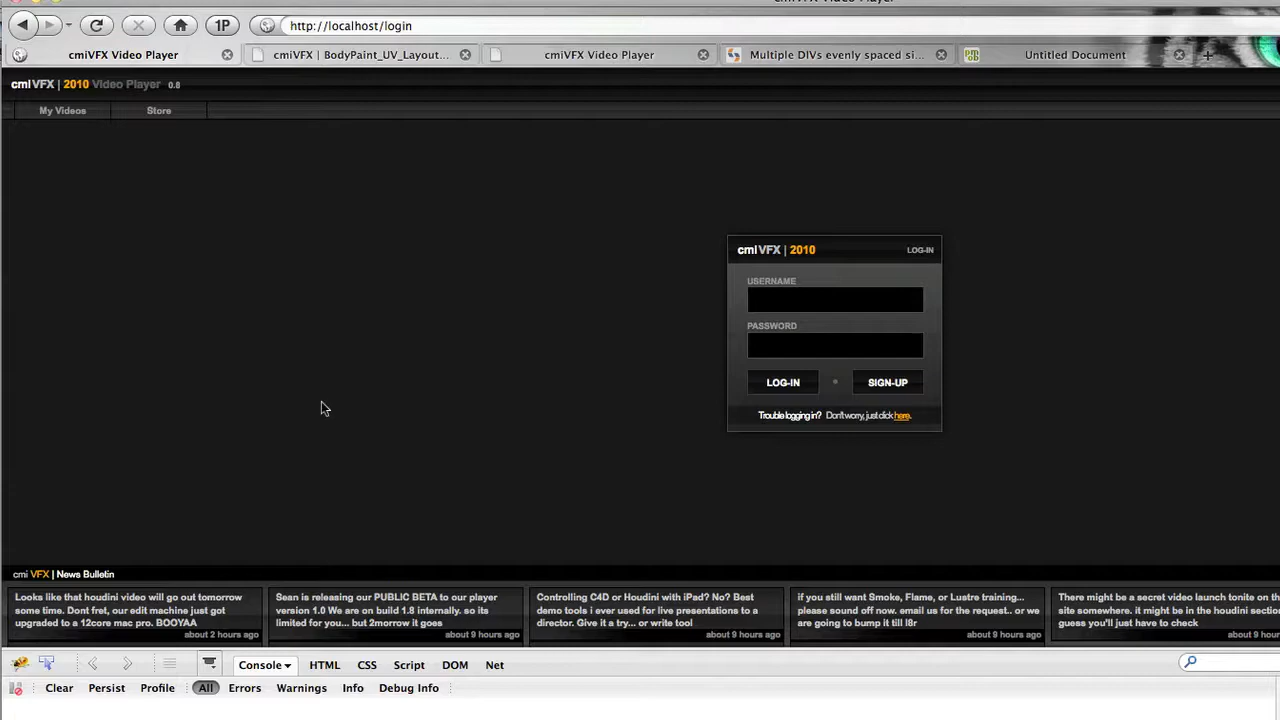 cmiVFX Video Player
1P
http://localhost/login
cmiVFX Video Player
cmiVFX | BodyPaint_UV_Layout...
cmiVFX Video Player
Multiple DIVs evenly spaced si...
Untitled Document
cmiVFX | 2010 Video Player 0.8
My Videos
Store
cmiVFX | 2010
LOG-IN
USERNAME
PASSWORD
LOG-IN
SIGN-UP
Trouble logging in? Don't worry, just click here.
cmi VFX | News Bulletin
Looks like that houdini video will go out tomorrow
some time. Dont fret, our edit machine just got
upgraded to a 12core mac pro. BOOYAA
about 2 hours ago
Sean is releasing our PUBLIC BETA to our player
version 1.0 We are on build 1.8 internally. so its
limited for you... but 2morrow it goes
about 9 hours ago
Controlling C4D or Houdini with iPad? No? Best
demo tools i ever used for live presentations to a
director. Give it a try... or write tool
about 9 hours ago
if you still want Smoke, Flame, or Lustre training...
please sound off now. email us for the request.. or we
are going to bump it till l8r
about 9 hours ago
There might be a secret video launch tonite on the
site somewhere. it might be in the houdini section
guess you'll just have to check
about 9 hour
Console
HTML
CSS
Script
DOM
Net
Clear
Persist
Profile
All
Errors
Warnings
Info
Debug Info